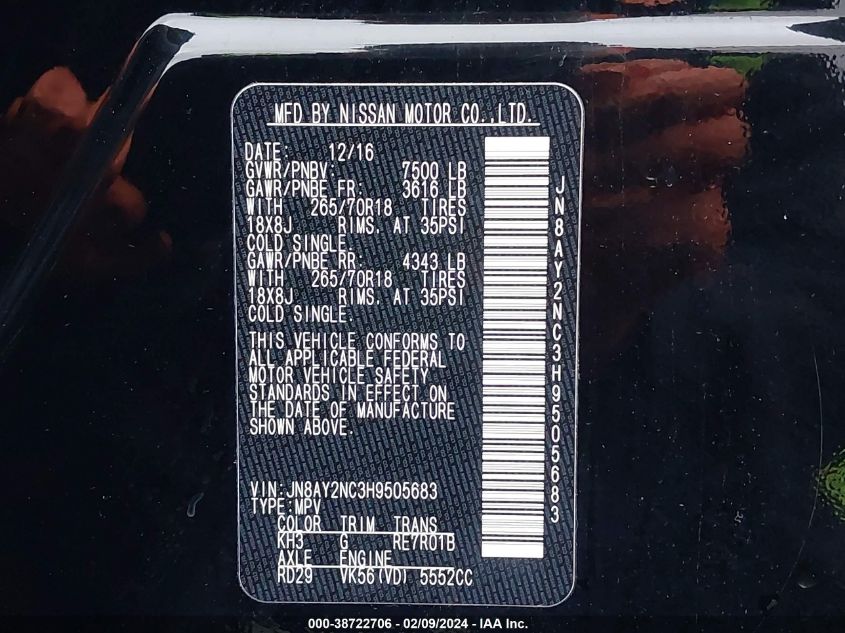 MFD BY NISSAN MOTOR CO.,LTD.
DATE: 12/16
GVWR/PNBV: 7500 LB
GAWR/PNBE FR: 3616 LB
WITH 265/70R18 TIRES
18X8J RIMS. AT 35PSI
COLD SINGLE.
GAWR/PNBE RR: 4343 LB
WITH 265/70R18 TIRES
18X8J RIMS. AT 35PSI
COLD SINGLE.
THIS VEHICLE CONFORMS TO
ALL APPLICABLE FEDERAL
MOTOR VEHICLE SAFETY
STANDARDS IN EFFECT ON
THE DATE OF MANUFACTURE
SHOWN ABOVE.
VIN:JN8AY2NC3H9505683
TYPE:MPV
COLOR TRIM TRANS
KH3 G RE7R01B
AXLE ENGINE
RD29 VK56(VD) 5552CC
JN8AY2NC3H9505683
000-38722706 - 02/09/2024 - IAA Inc.